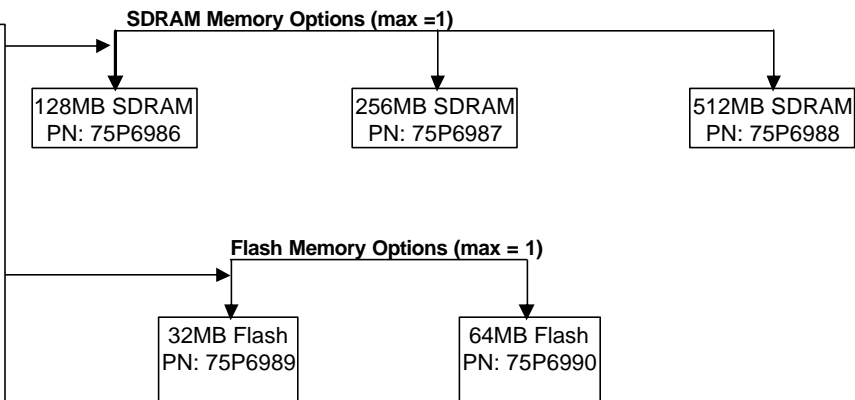 SDRAM Memory Options (max =1)
128MB SDRAM
PN: 75P6986
256MB SDRAM
PN: 75P6987
512MB SDRAM
PN: 75P6988
Flash Memory Options (max = 1)
32MB Flash
PN: 75P6989
64MB Flash
PN: 75P6990